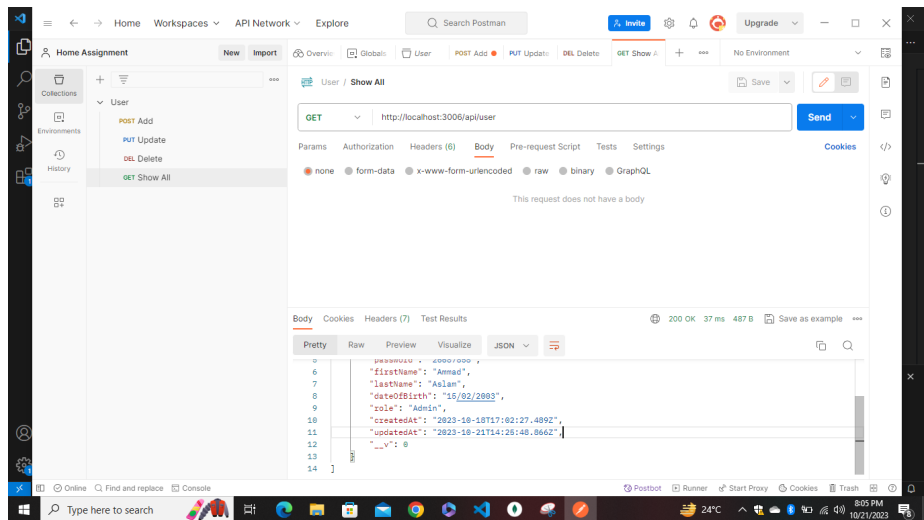 Home Workspaces API Network Explore Search Postman Invite Upgrade
Home Assignment New Import Overvie Globals User POST Add PUT Update DEL Delete GET Show A No Environment
Collections
User / Show All Save
User
GET http://localhost:3006/api/user Send
POST Add
Environments
PUT Update
Params Authorization Headers (6) Body Pre-request Script Tests Settings Cookies
DEL Delete
History
none form-data x-www-form-urlencoded raw binary GraphQL
GET Show All
This request does not have a body
Body Cookies Headers (7) Test Results 200 OK 37 ms 487 B Save as example
Pretty Raw Preview Visualize JSON
6 "firstName": "Ammad",
7 "lastName": "Aslam",
8 "dateOfBirth": "15/02/2003",
9 "role": "Admin",
10 "createdAt": "2023-10-18T17:02:27.489Z",
11 "updatedAt": "2023-10-21T14:25:48.866Z",
12 "__v": 0
13 }
14 ]
Online Find and replace Console Postbot Runner Start Proxy Cookies Trash
Type here to search 24°C 8:05 PM
10/21/2023